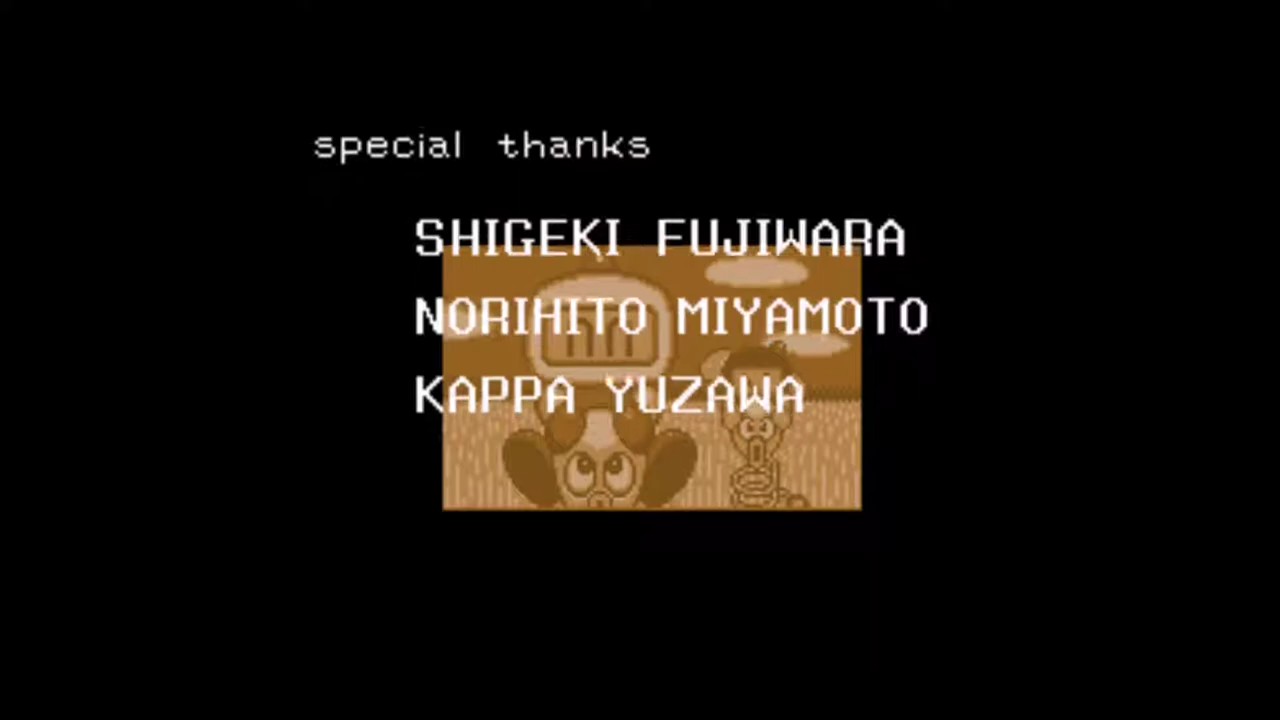 special thanks
SHIGEKI FUJIWARA
NORIHITO MIYAMOTO
KAPPA YUZAWA